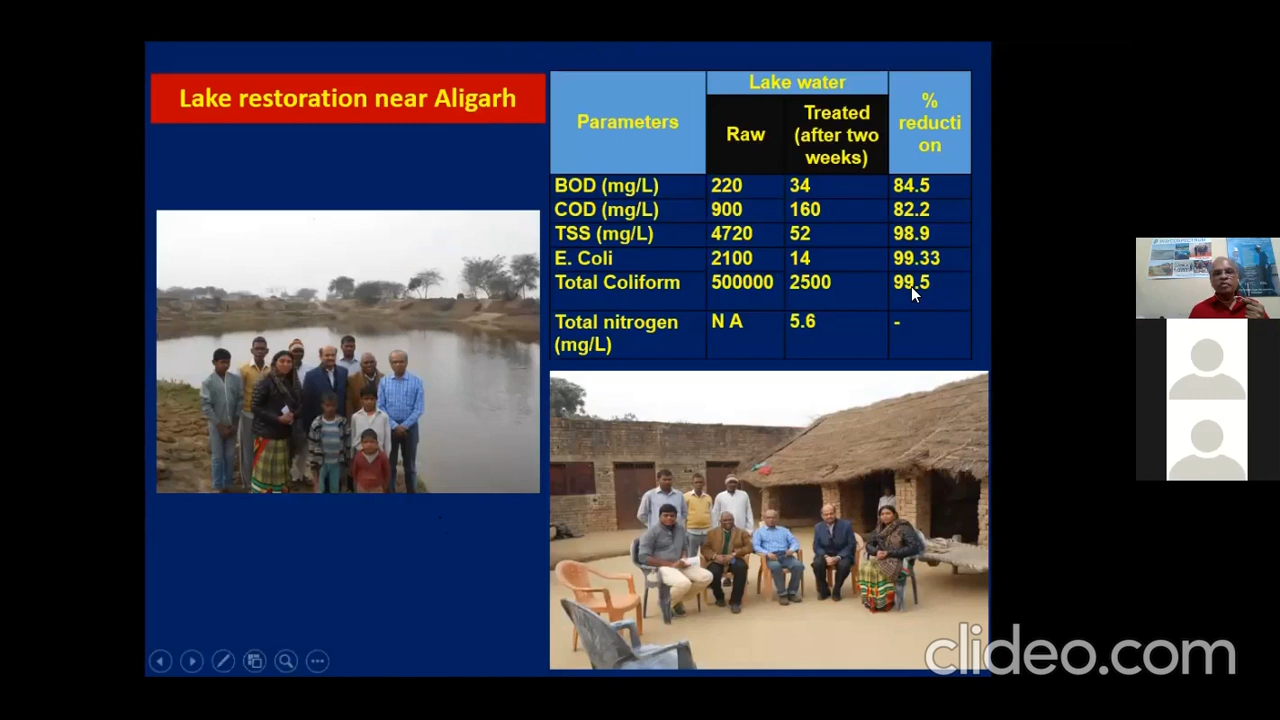 Lake restoration near Aligarh
Parameters
Lake water
Raw
Treated
(after two
weeks)
%
reducti
on
BOD (mg/L) 220 34 84.5
COD (mg/L) 900 160 82.2
TSS (mg/L) 4720 52 98.9
E. Coli 2100 14 99.33
Total Coliform 500000 2500 99.5
Total nitrogen N A 5.6 -
(mg/L)
clideo.com